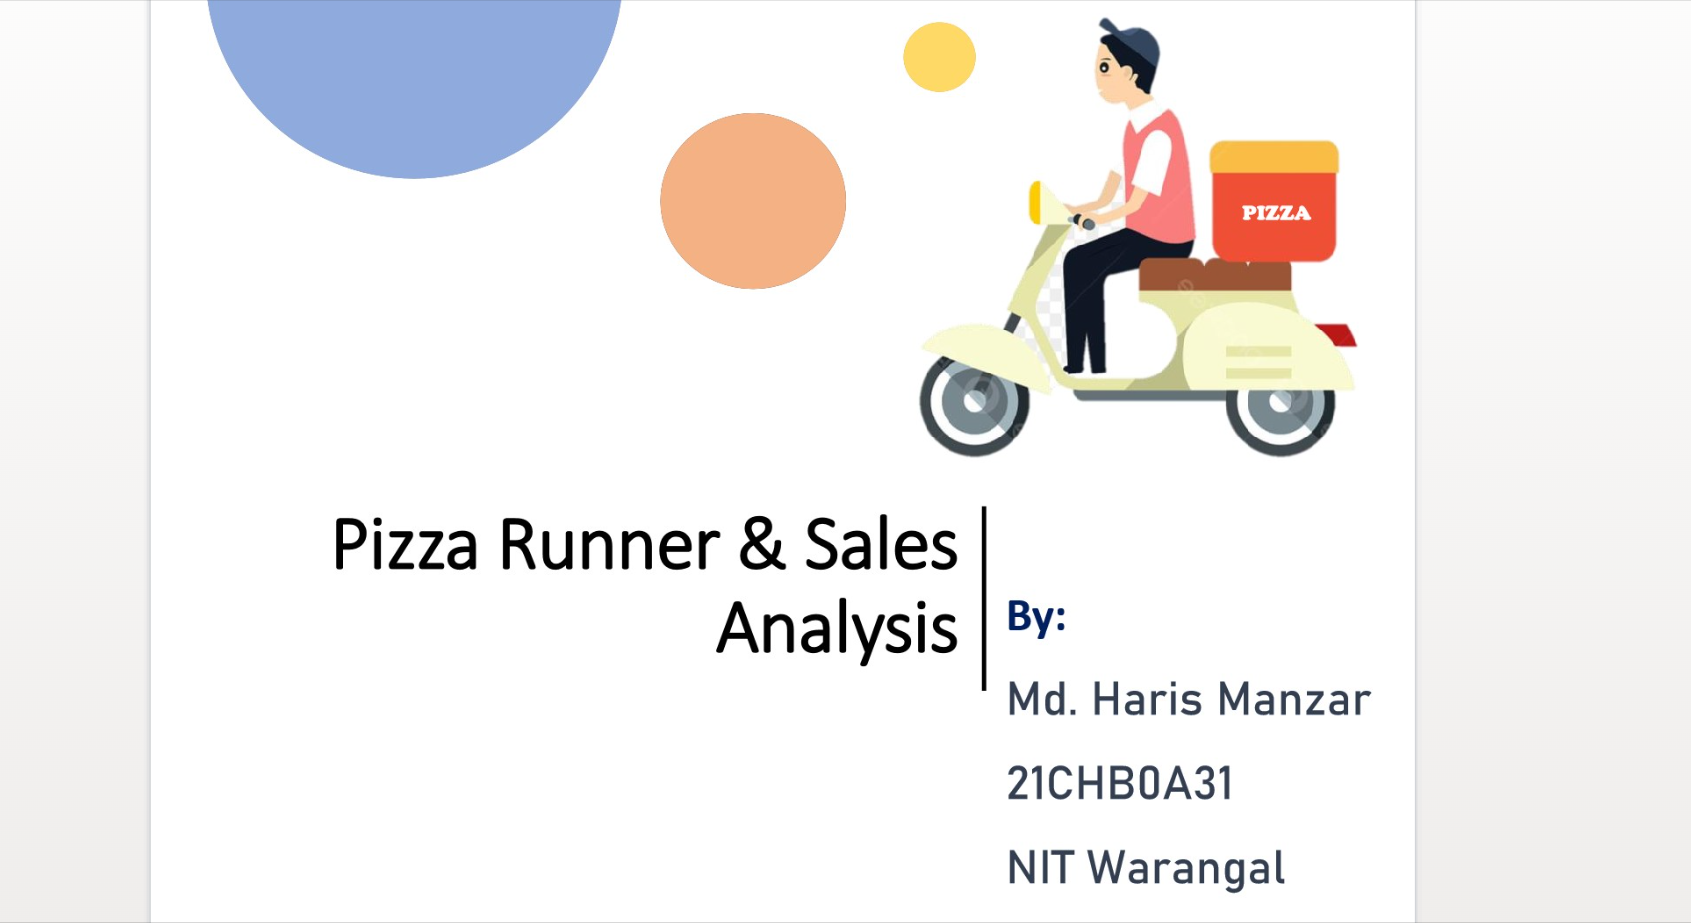 PIZZA
Pizza Runner & Sales
Analysis
By:
Md. Haris Manzar
21CHB0A31
NIT Warangal